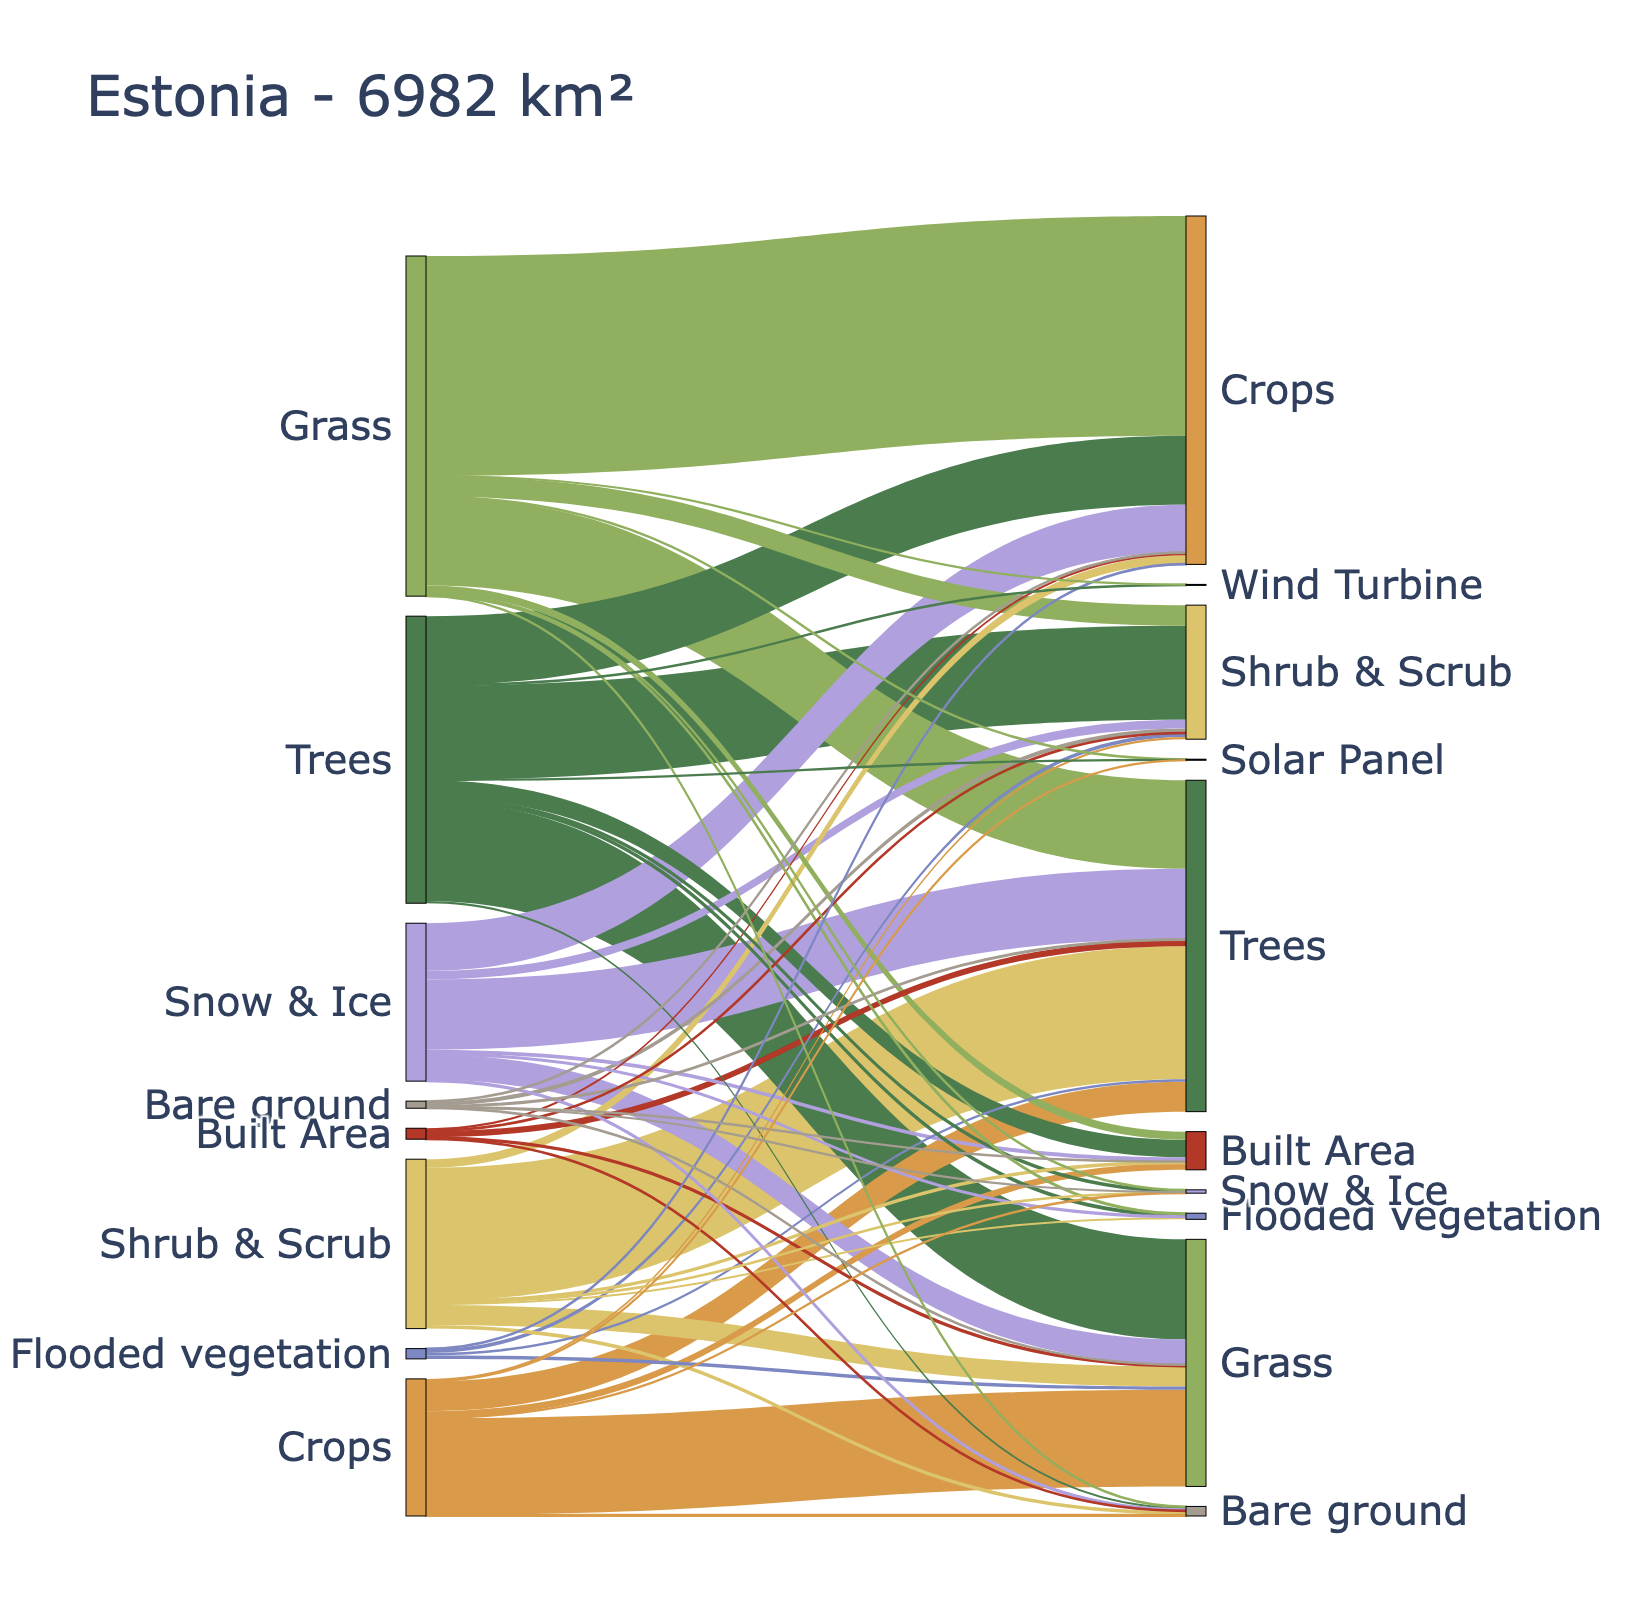 Estonia - 6982 km²
Grass
Trees
Snow & Ice
Bare ground
Built Area
Shrub & Scrub
Flooded vegetation
Crops
Crops
Wind Turbine
Shrub & Scrub
Solar Panel
Trees
Built Area
Snow & Ice
Flooded vegetation
Grass
Bare ground